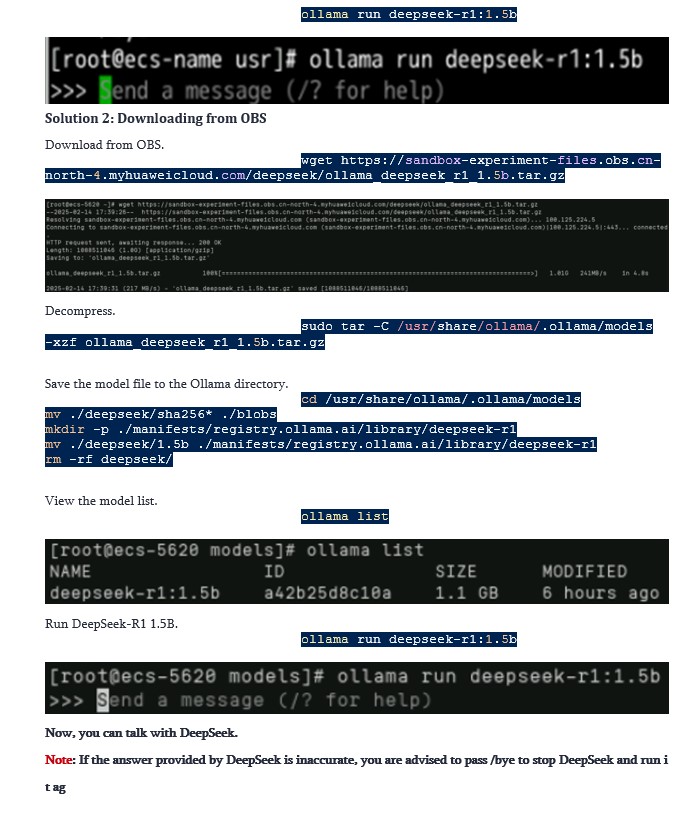 ollama run deepseek-r1:1.5b
[root@ecs-name usr]# ollama run deepseek-r1:1.5b
>>> Send a message (/? for help)
Solution 2: Downloading from OBS
Download from OBS.
wget https://sandbox-experiment-files.obs.cn-
north-4.myhuaweicloud.com/deepseek/ollama_deepseek_r1_1.5b.tar.gz
[root@ecs-5620 ~]# wget https://sandbox-experiment-files.obs.cn-north-4.myhuaweicloud.com/deepseek/ollama_deepseek_r1_1.5b.tar.gz
--2025-02-14 17:39:26-- https://sandbox-experiment-files.obs.cn-north-4.myhuaweicloud.com/deepseek/ollama_deepseek_r1_1.5b.tar.gz
Resolving sandbox-experiment-files.obs.cn-north-4.myhuaweicloud.com (sandbox-experiment-files.obs.cn-north-4.myhuaweicloud.com)... 100.125.224.5
Connecting to sandbox-experiment-files.obs.cn-north-4.myhuaweicloud.com (sandbox-experiment-files.obs.cn-north-4.myhuaweicloud.com)|100.125.224.5|:443... connected
.
HTTP request sent, awaiting response... 200 OK
Length: (1.0G) [application/gzip]
Saving to: 'ollama_deepseek_r1_1.5b.tar.gz'
ollama_deepseek_r1_1.5b.tar.gz 100%[=====>] 1.01G 241MB/s in 4.8s
2025-02-14 17:39:31 (217 MB/s) - 'ollama_deepseek_r1_1.5b.tar.gz' saved
Decompress.
sudo tar -C /usr/share/ollama/.ollama/models
-xzf ollama_deepseek_r1_1.5b.tar.gz
Save the model file to the Ollama directory.
cd /usr/share/ollama/.ollama/models
mv ./deepseek/sha256* ./blobs
mkdir -p ./manifests/registry.ollama.ai/library/deepseek-r1
mv ./deepseek/1.5b ./manifests/registry.ollama.ai/library/deepseek-r1
rm -rf deepseek/
View the model list.
ollama list
[root@ecs-5620 models]# ollama list
NAME ID SIZE MODIFIED
deepseek-r1:1.5b a42b25d8c10a 1.1 GB 6 hours ago
Run DeepSeek-R1 1.5B.
ollama run deepseek-r1:1.5b
[root@ecs-5620 models]# ollama run deepseek-r1:1.5b
>>> Send a message (/? for help)
Now, you can talk with DeepSeek.
Note: If the answer provided by DeepSeek is inaccurate, you are advised to pass /bye to stop DeepSeek and run i
t ag